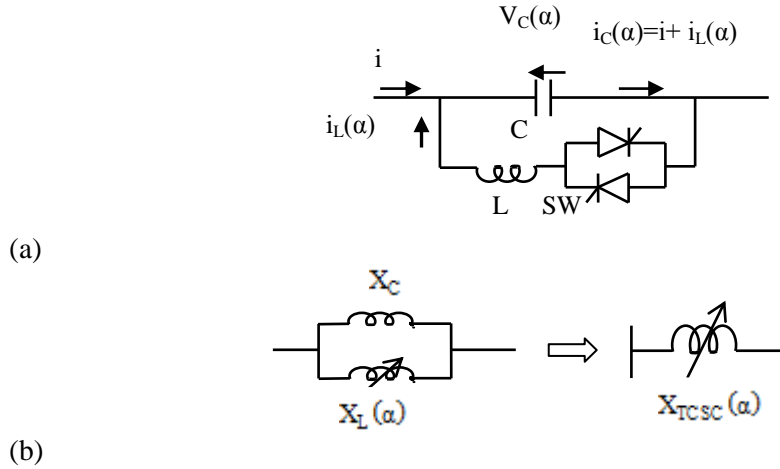 V_C(α)
i_C(α)=i+ i_L(α)
i
i_L(α)
C
L SW
(a)
X_C
X_L(α)
X_TCSC(α)
(b)